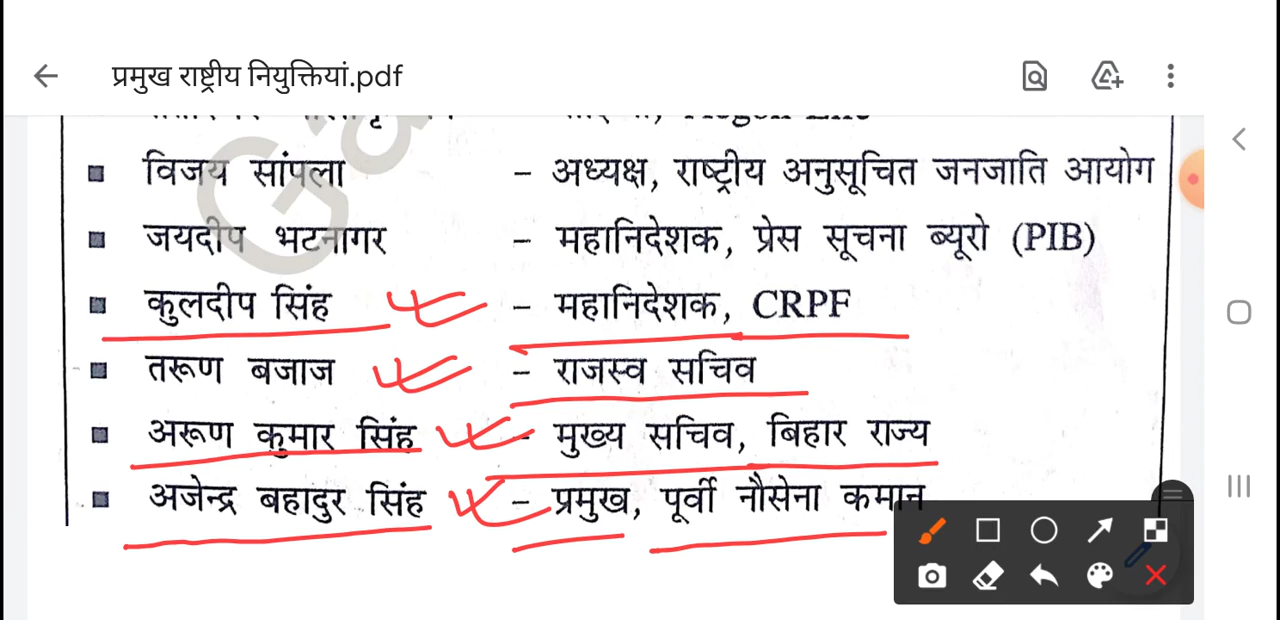 प्रमुख राष्ट्रीय नियुक्तियां.pdf
विजय सांपला – अध्यक्ष, राष्ट्रीय अनुसूचित जनजाति आयोग
जयदीप भटनागर – महानिदेशक, प्रेस सूचना ब्यूरो (PIB)
कुलदीप सिंह – महानिदेशक, CRPF
तरूण बजाज – राजस्व सचिव
अरूण कुमार सिंह – मुख्य सचिव, बिहार राज्य
अजेन्द्र बहादुर सिंह – प्रमुख, पूर्वी नौसेना कमान